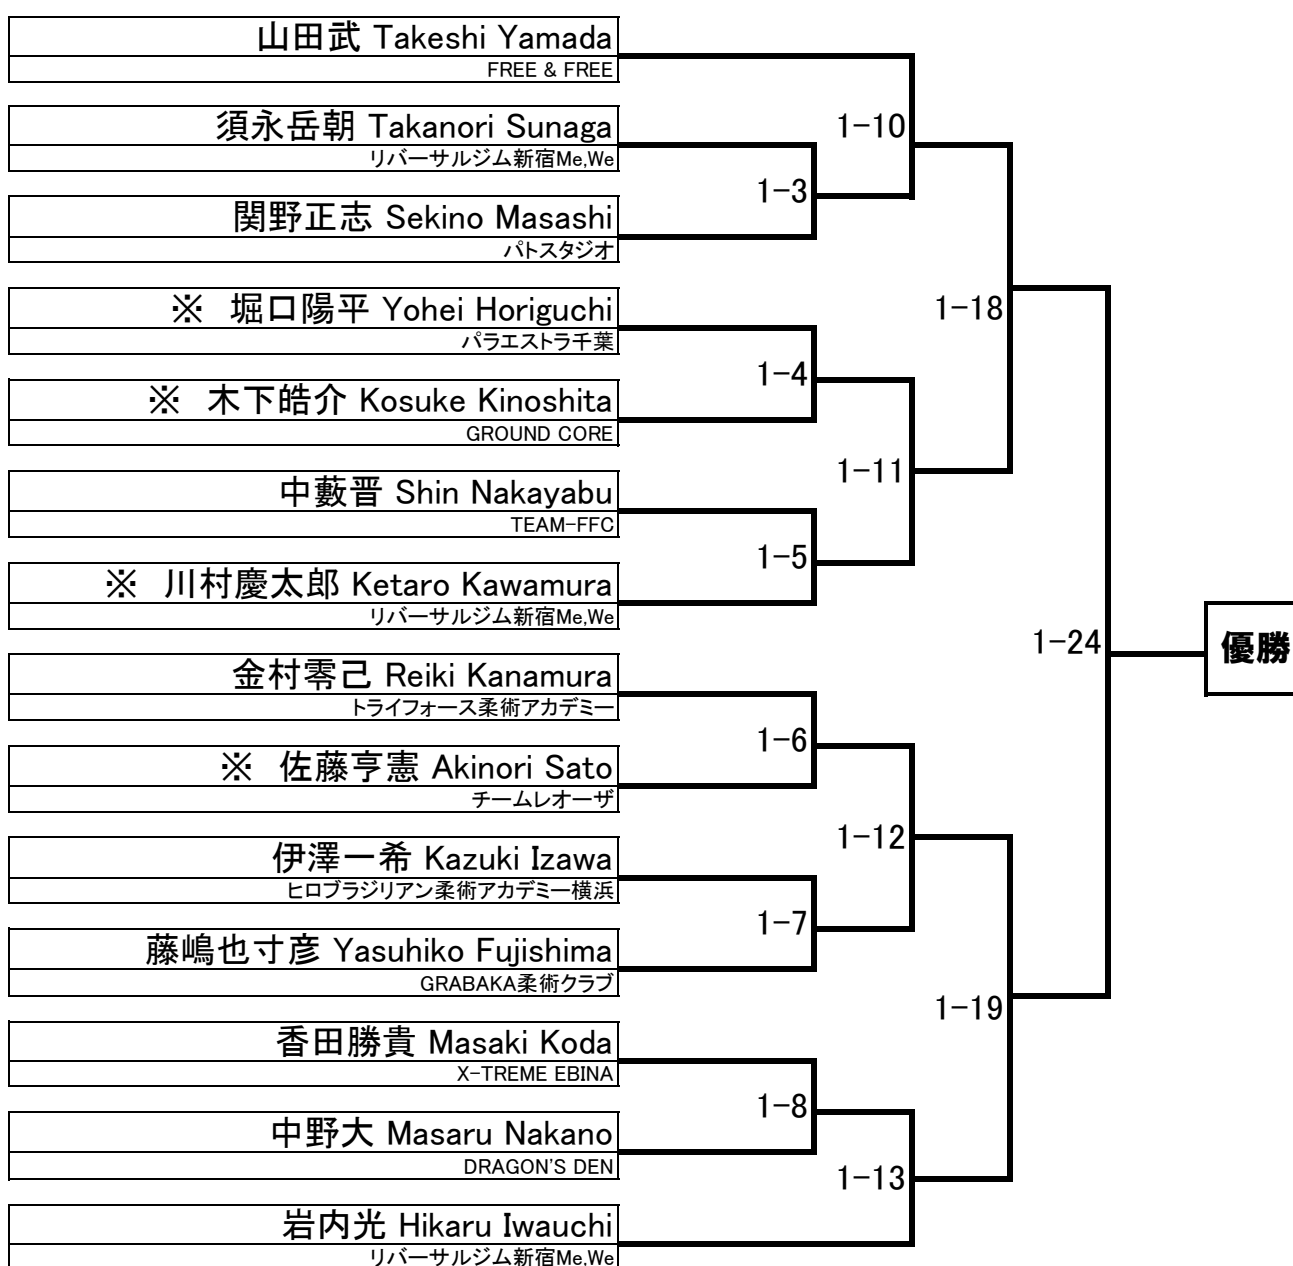 山田武 Takeshi Yamada
FREE & FREE
須永岳朝 Takanori Sunaga
リバーサルジム新宿Me,We
関野正志 Sekino Masashi
パトスタジオ
※ 堀口陽平 Yohei Horiguchi
パラエストラ千葉
※ 木下皓介 Kosuke Kinoshita
GROUND CORE
中藪晋 Shin Nakayabu
TEAM-FFC
※ 川村慶太郎 Ketaro Kawamura
リバーサルジム新宿Me,We
金村零己 Reiki Kanamura
トライフォース柔術アカデミー
※ 佐藤亨憲 Akinori Sato
チームレオーザ
伊澤一希 Kazuki Izawa
ヒロブラジリアン柔術アカデミー横浜
藤嶋也寸彦 Yasuhiko Fujishima
GRABAKA柔術クラブ
香田勝貴 Masaki Koda
X-TREME EBINA
中野大 Masaru Nakano
DRAGON'S DEN
岩内光 Hikaru Iwauchi
リバーサルジム新宿Me,We
1-3
1-4
1-5
1-6
1-7
1-8
1-10
1-11
1-12
1-13
1-18
1-19
1-24
優勝